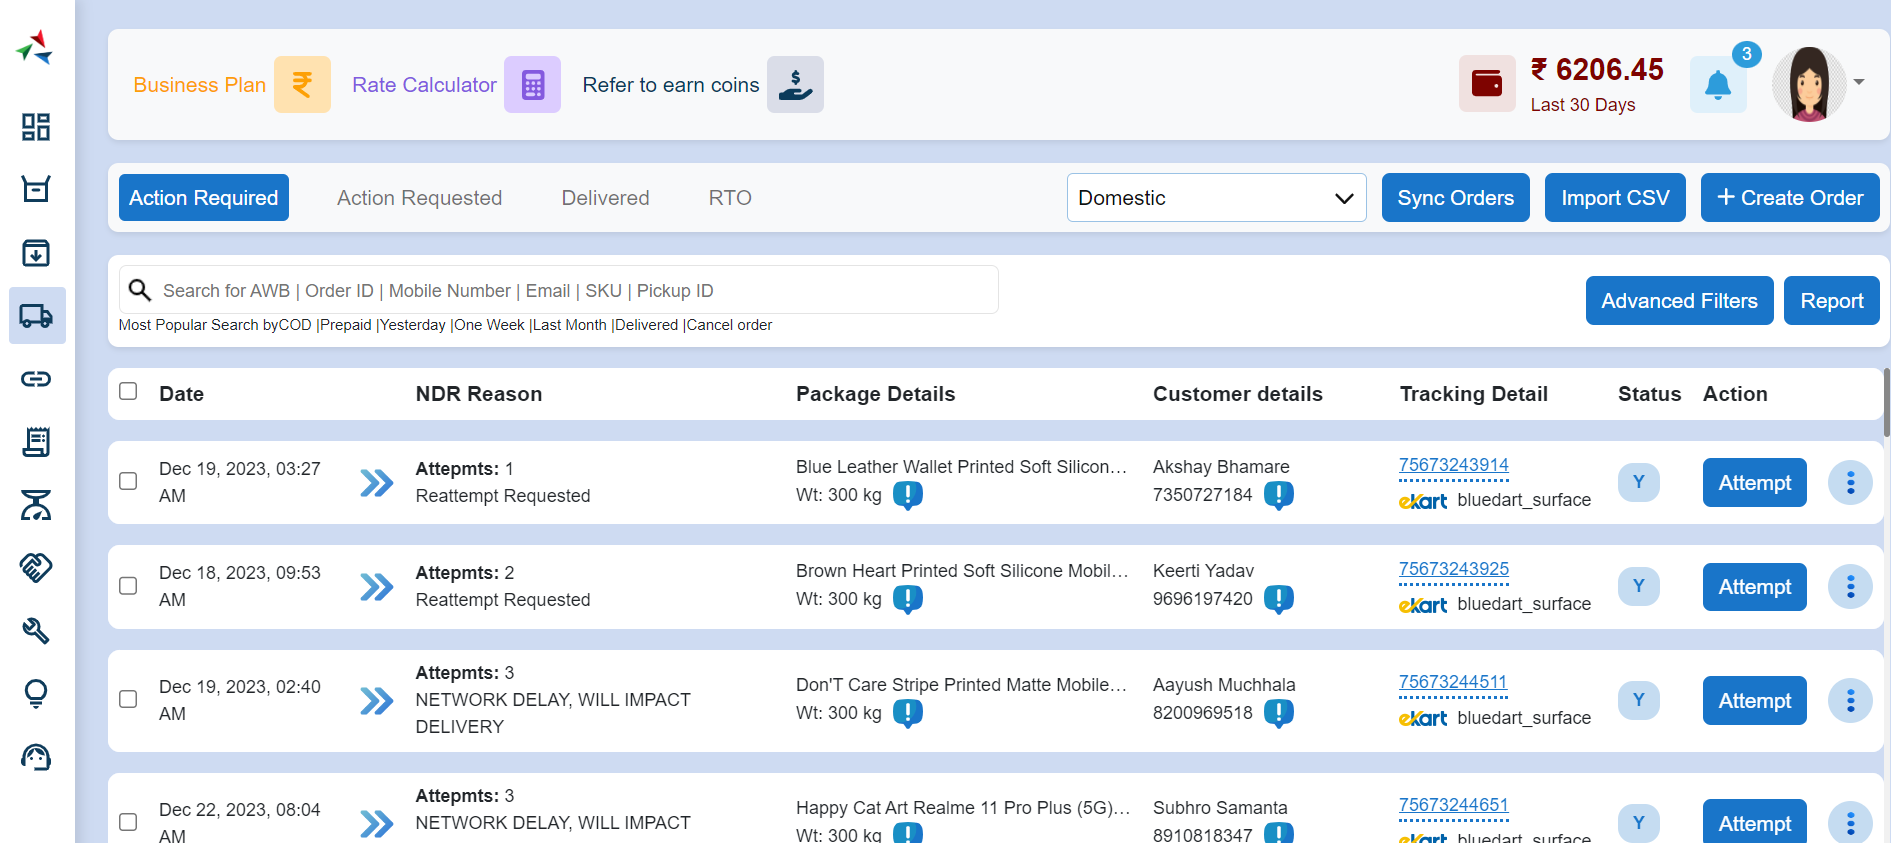 Business Plan
Rate Calculator
Refer to earn coins
₹ 6206.45
Last 30 Days
3
Action Required
Action Requested
Delivered
RTO
Domestic
Sync Orders
Import CSV
+ Create Order
Search for AWB | Order ID | Mobile Number | Email | SKU | Pickup ID
Most Popular Search byCOD |Prepaid |Yesterday |One Week |Last Month |Delivered |Cancel order
Advanced Filters
Report
Date
NDR Reason
Package Details
Customer details
Tracking Detail
Status
Action
Dec 19, 2023, 03:27
AM
Attepmts: 1
Reattempt Requested
Blue Leather Wallet Printed Soft Silicon...
Wt: 300 kg
Akshay Bhamare
7350727184
75673243914
ekart bluedart_surface
Y
Attempt
Dec 18, 2023, 09:53
AM
Attepmts: 2
Reattempt Requested
Brown Heart Printed Soft Silicone Mobil...
Wt: 300 kg
Keerti Yadav
9696197420
75673243925
ekart bluedart_surface
Y
Attempt
Dec 19, 2023, 02:40
AM
Attepmts: 3
NETWORK DELAY, WILL IMPACT
DELIVERY
Don'T Care Stripe Printed Matte Mobile...
Wt: 300 kg
Aayush Muchhala
8200969518
75673244511
ekart bluedart_surface
Y
Attempt
Dec 22, 2023, 08:04
AM
Attepmts: 3
NETWORK DELAY, WILL IMPACT
Happy Cat Art Realme 11 Pro Plus (5G)...
Wt: 300 kg
Subhro Samanta
8910818347
75673244651
ekart bluedart_surface
Y
Attempt